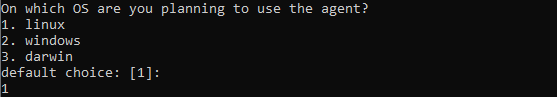 On which OS are you planning to use the agent?
1. linux
2. windows
3. darwin
default choice: [1]:
1